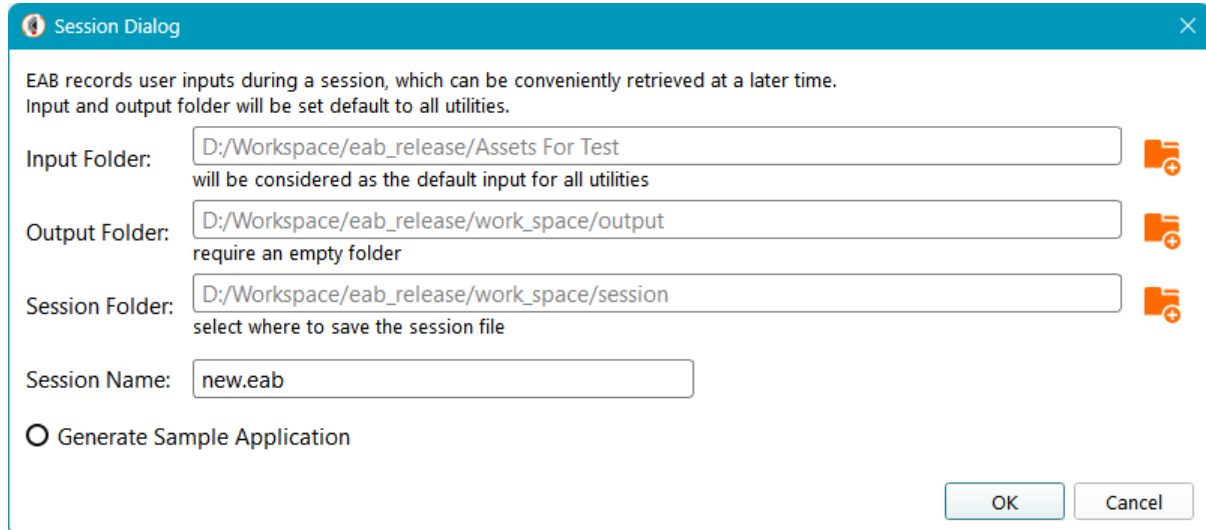 Session Dialog
EAB records user inputs during a session, which can be conveniently retrieved at a later time.
Input and output folder will be set default to all utilities.
Input Folder:
D:/Workspace/eab_release/Assets For Test
will be considered as the default input for all utilities
Output Folder:
D:/Workspace/eab_release/work_space/output
require an empty folder
Session Folder:
D:/Workspace/eab_release/work_space/session
select where to save the session file
Session Name:
new.eab
Generate Sample Application
OK
Cancel